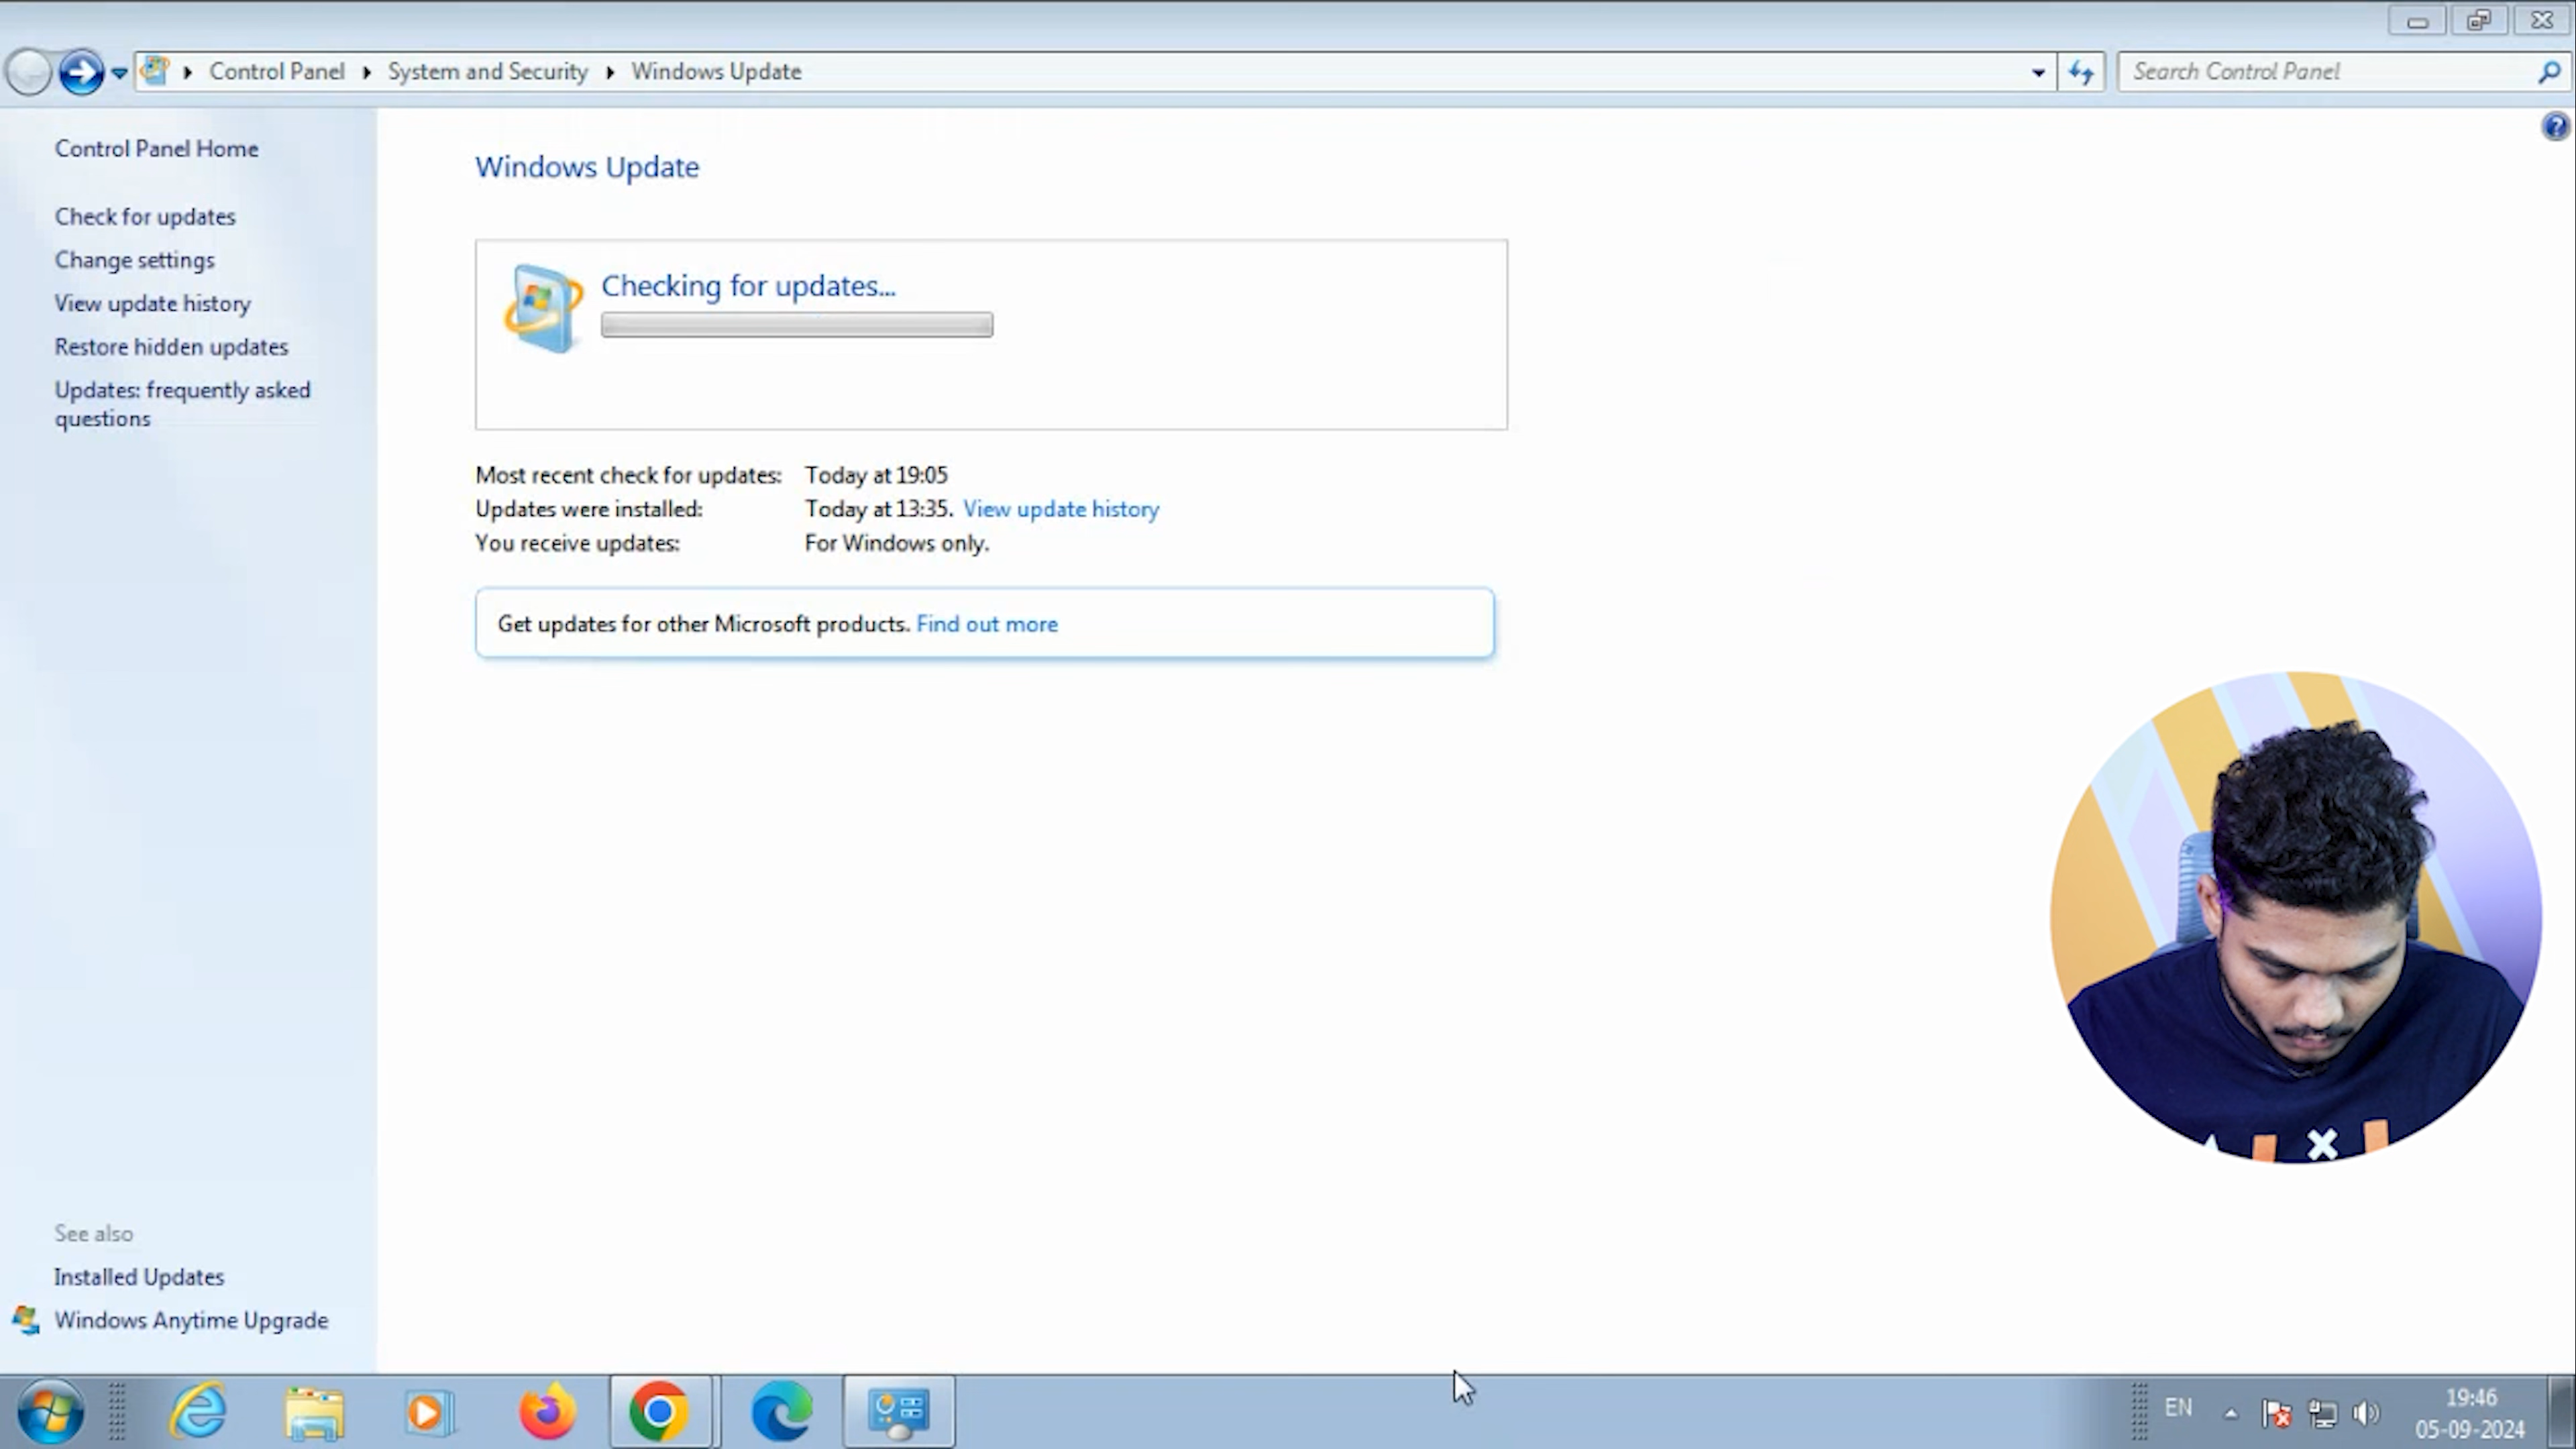 Control Panel
System and Security
Windows Update
Search Control Panel
Control Panel Home
Check for updates
Change settings
View update history
Restore hidden updates
Updates: frequently asked
questions
Windows Update
Checking for updates...
Most recent check for updates: Today at 19:05
Updates were installed: Today at 13:35. View update history
You receive updates: For Windows only.
Get updates for other Microsoft products. Find out more
See also
Installed Updates
Windows Anytime Upgrade
EN
19:46
05-09-2024